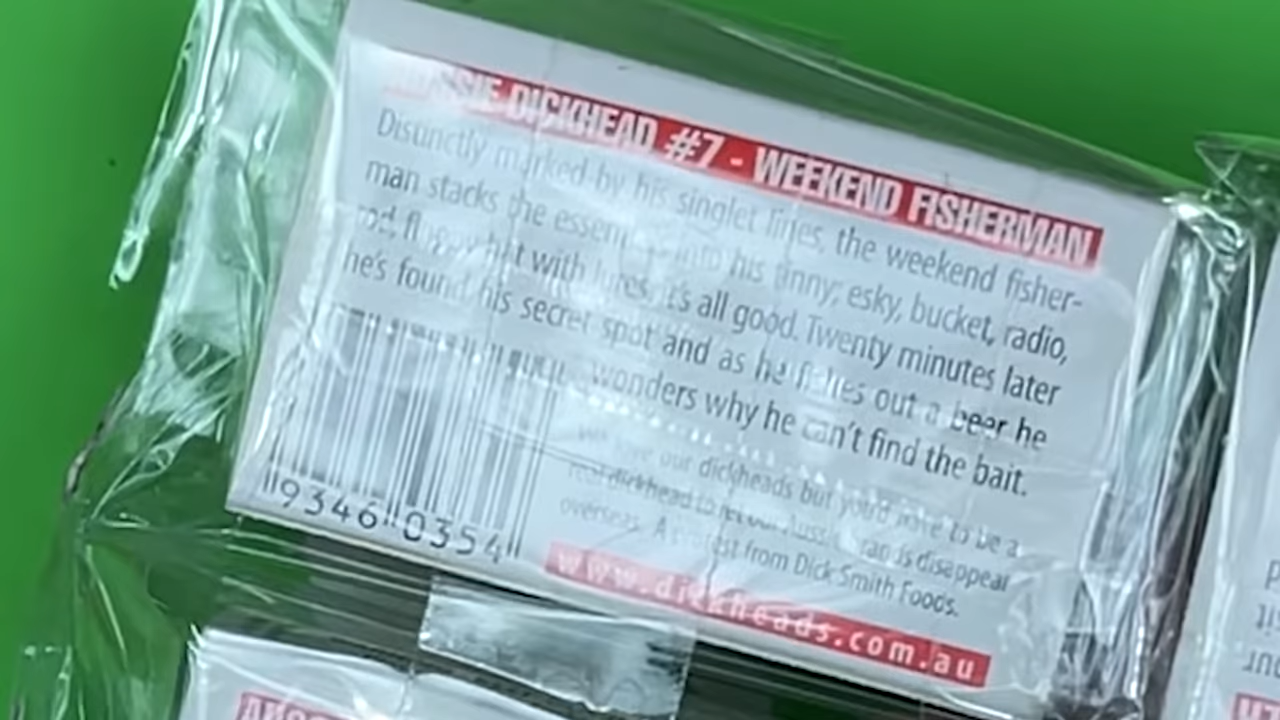 AUSSIE DICKHEAD #7 - WEEKEND FISHERMAN
Distinctly marked by his singlet lines, the weekend fisher-
man stacks the essentials into his tinny; esky, bucket, radio,
rod, floppy hat with lures, it's all good. Twenty minutes later
he's found his secret spot and as he fishes out a beer he
wonders why he can't find the bait.
We love our dickheads but you'd have to be a
real dickhead to let our Aussie brands disappear
overseas. A protest from Dick Smith Foods.
www.dickheads.com.au
9346 0354